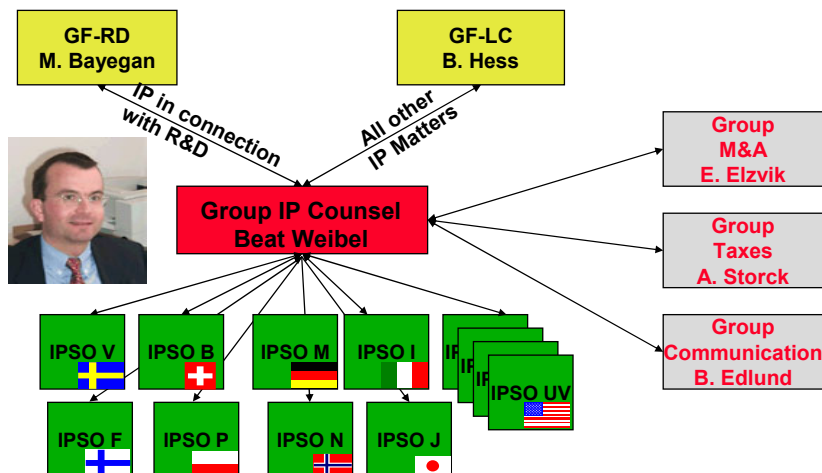 GF-RD
M. Bayegan
GF-LC
B. Hess
IP in connection
with R&D
All other
IP Matters
Group
M&A
E. Elzvik
Group IP Counsel
Beat Weibel
Group
Taxes
A. Storck
Group
Communication
B. Edlund
IPSO V
IPSO B
IPSO M
IPSO I
IPSO UV
IPSO F
IPSO P
IPSO N
IPSO J